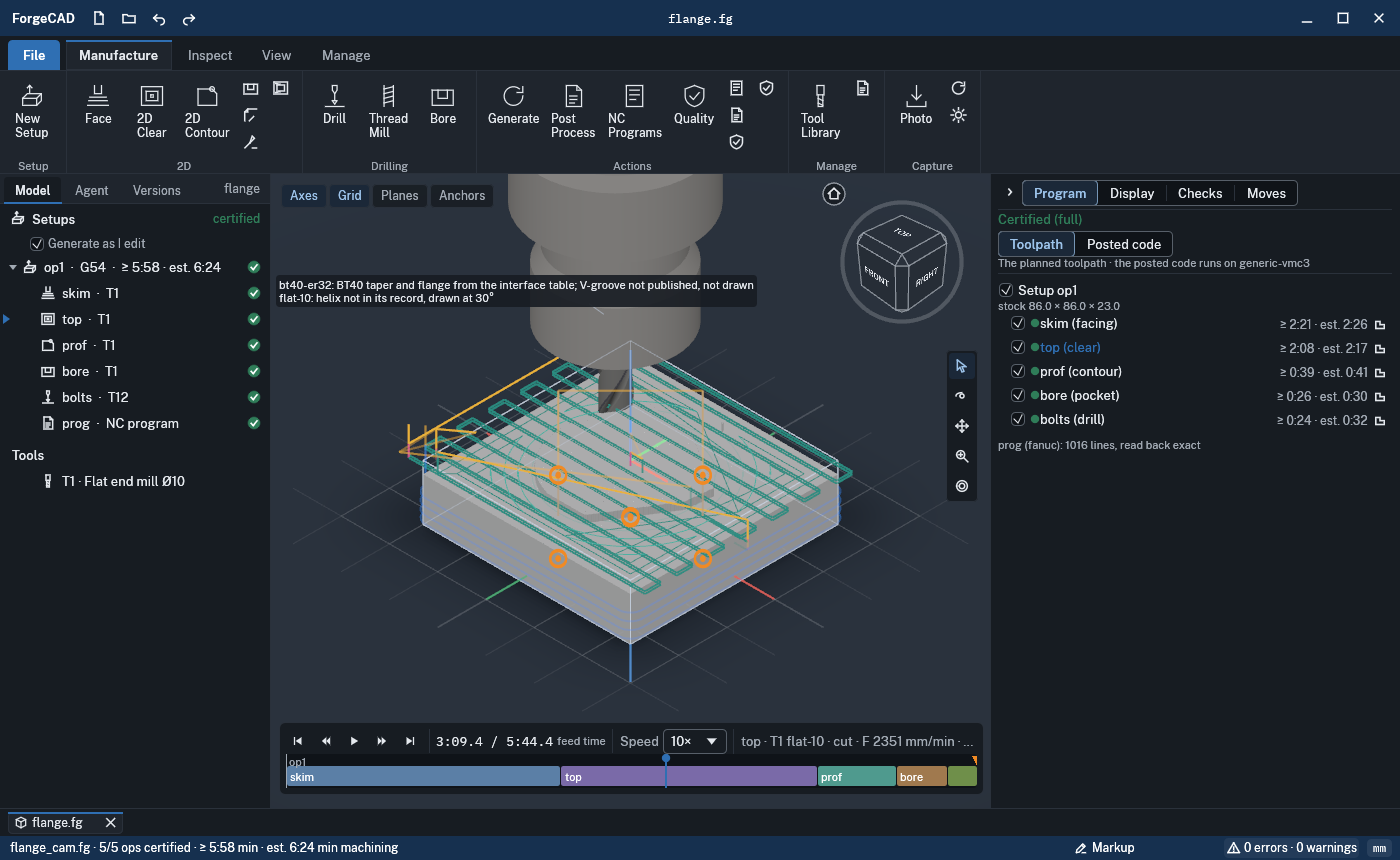 ForgeCAD
flange.fg
File
Manufacture
Inspect
View
Manage
New Setup
Face
2D Clear
2D Contour
Drill
Thread Mill
Bore
Generate
Post Process
NC Programs
Quality
Tool Library
Photo
Setup
2D
Drilling
Actions
Manage
Capture
Model
Agent
Versions
flange
Setups
certified
Generate as I edit
op1 · G54 · ≥ 5:58 · est. 6:24
skim · T1
top · T1
prof · T1
bore · T1
bolts · T12
prog · NC program
Tools
T1 · Flat end mill Ø10
Axes
Grid
Planes
Anchors
bt40-er32: BT40 taper and flange from the interface table; V-groove not published, not drawn
flat-10: helix not in its record, drawn at 30°
TOP
FRONT
RIGHT
3:09.4 / 5:44.4 feed time
Speed
10×
top · T1 flat-10 · cut · F 2351 mm/min · ...
op1
skim
top
prof
bore
Program
Display
Checks
Moves
Certified (full)
Toolpath
Posted code
The planned toolpath · the posted code runs on generic-vmc3
Setup op1
stock 86.0 × 86.0 × 23.0
skim (facing) ≥ 2:21 · est. 2:26
top (clear) ≥ 2:08 · est. 2:17
prof (contour) ≥ 0:39 · est. 0:41
bore (pocket) ≥ 0:26 · est. 0:30
bolts (drill) ≥ 0:24 · est. 0:32
prog (fanuc): 1016 lines, read back exact
flange.fg
flange_cam.fg · 5/5 ops certified · ≥ 5:58 min · est. 6:24 min machining
Markup
0 errors · 0 warnings
mm